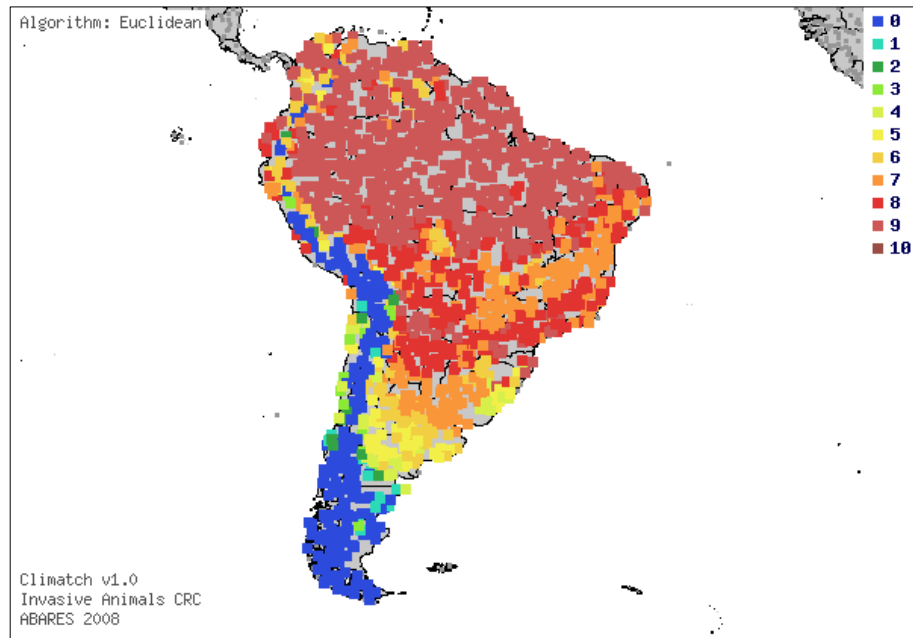 Algorithm: Euclidean
0
1
2
3
4
5
6
7
8
9
10
Climatch v1.0
Invasive Animals CRC
ABARES 2008